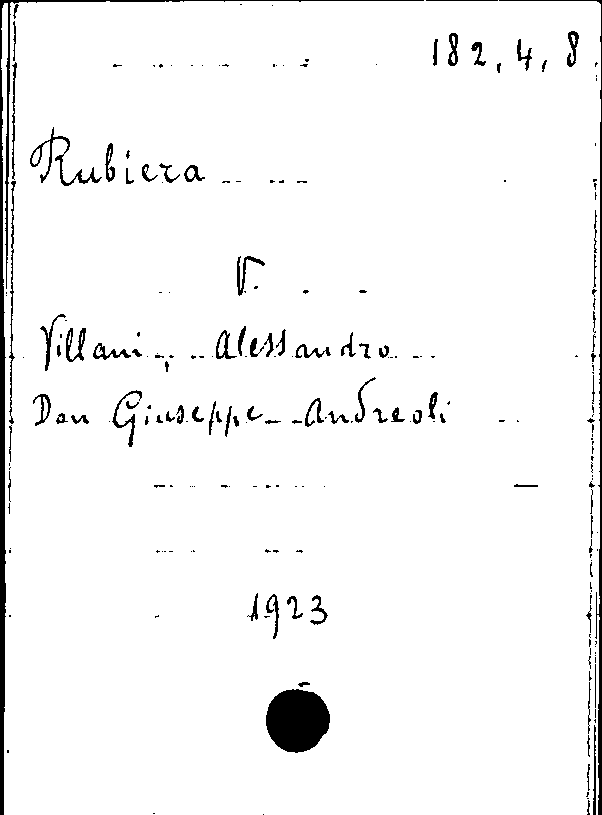 182, 4, 8
Rubiera
V.
Villani, Alessandro
Don Giuseppe Andreoli
1923